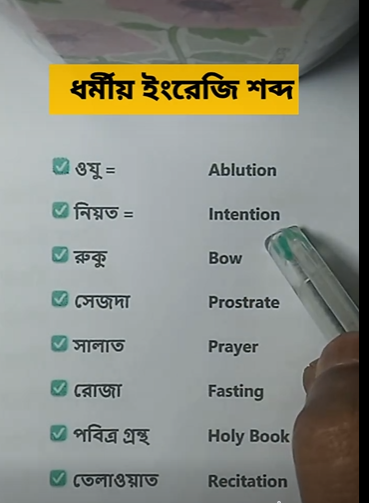 ধর্মীয় ইংরেজি শব্দ
ওযু = Ablution
নিয়ত = Intention
রুকু Bow
সেজদা Prostrate
সালাত Prayer
রোজা Fasting
পবিত্র গ্রন্থ Holy Book
তেলাওয়াত Recitation